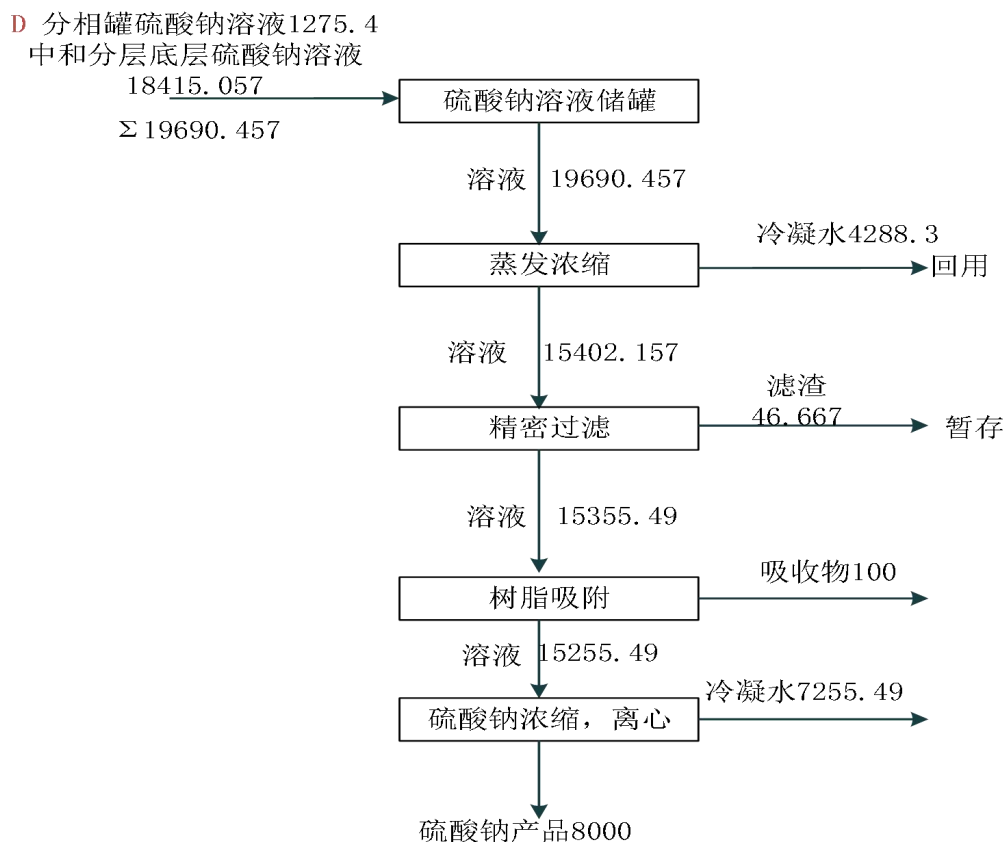 D 分相罐硫酸钠溶液1275.4
中和分层底层硫酸钠溶液
18415.057
Σ19690.457
硫酸钠溶液储罐
溶液 19690.457
蒸发浓缩
冷凝水4288.3
回用
溶液 15402.157
精密过滤
滤渣
46.667
暂存
溶液 15355.49
树脂吸附
吸收物100
溶液 15255.49
硫酸钠浓缩，离心
冷凝水7255.49
硫酸钠产品8000